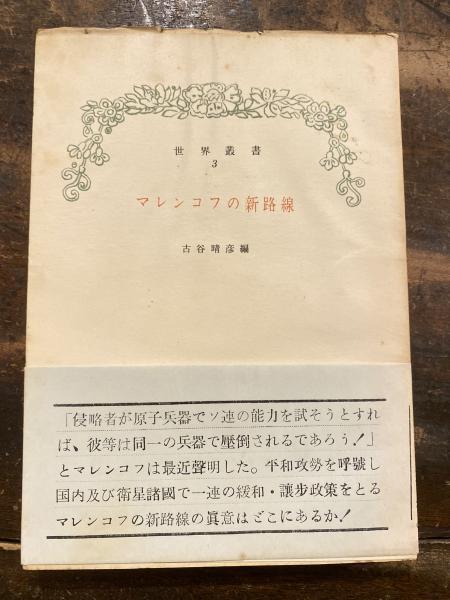 世界叢書
3
マレンコフの新路線
古谷晴彦編
「侵略者が原子兵器でソ連の能力を試そうとすれ
ば、彼等は同一の兵器で壓倒されるであろう！」
とマレンコフは最近聲明した。平和攻勢を呼號し
国内及び衛星諸國で一連の緩和・讓步政策をとる
マレンコフの新路線の眞意はどこにあるか！